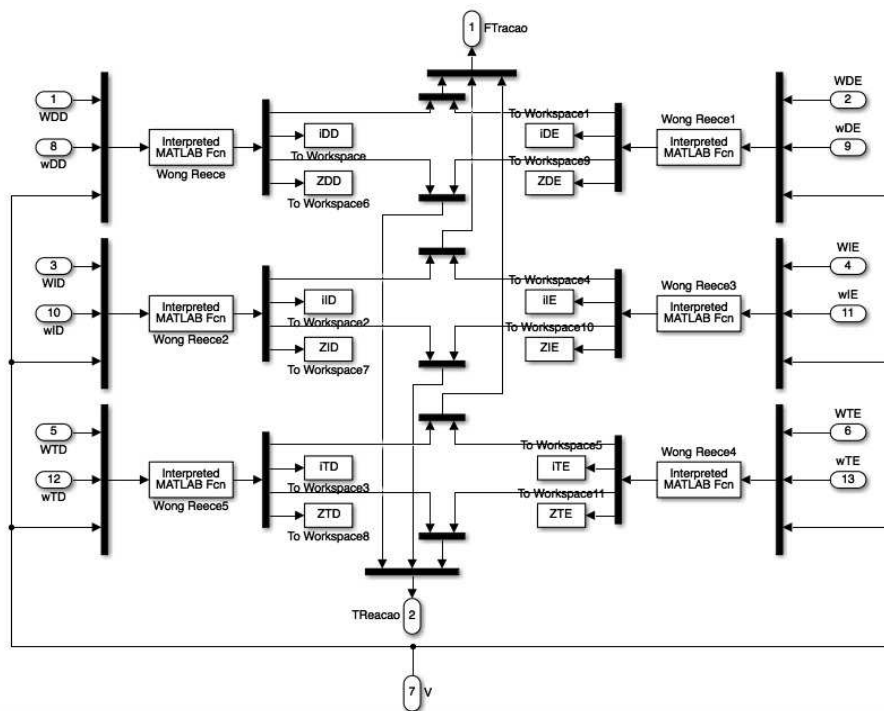 1
FTracao
1
WDD
8
wDD
Interpreted
MATLAB Fcn
Wong Reece
iDD
To Workspace
ZDD
To Workspace6
To Workspace1
iDE
To Workspace9
ZDE
Wong Reece1
Interpreted
MATLAB Fcn
WDE
2
wDE
9
3
WID
10
wID
Interpreted
MATLAB Fcn
Wong Reece2
iID
To Workspace2
ZID
To Workspace7
To Workspace4
iIE
To Workspace10
ZIE
Wong Reece3
Interpreted
MATLAB Fcn
WIE
4
wIE
11
5
WTD
12
wTD
Interpreted
MATLAB Fcn
Wong Reece5
iTD
To Workspace3
ZTD
To Workspace8
To Workspace5
iTE
To Workspace11
ZTE
Wong Reece4
Interpreted
MATLAB Fcn
WTE
6
wTE
13
TReacao
2
7
V